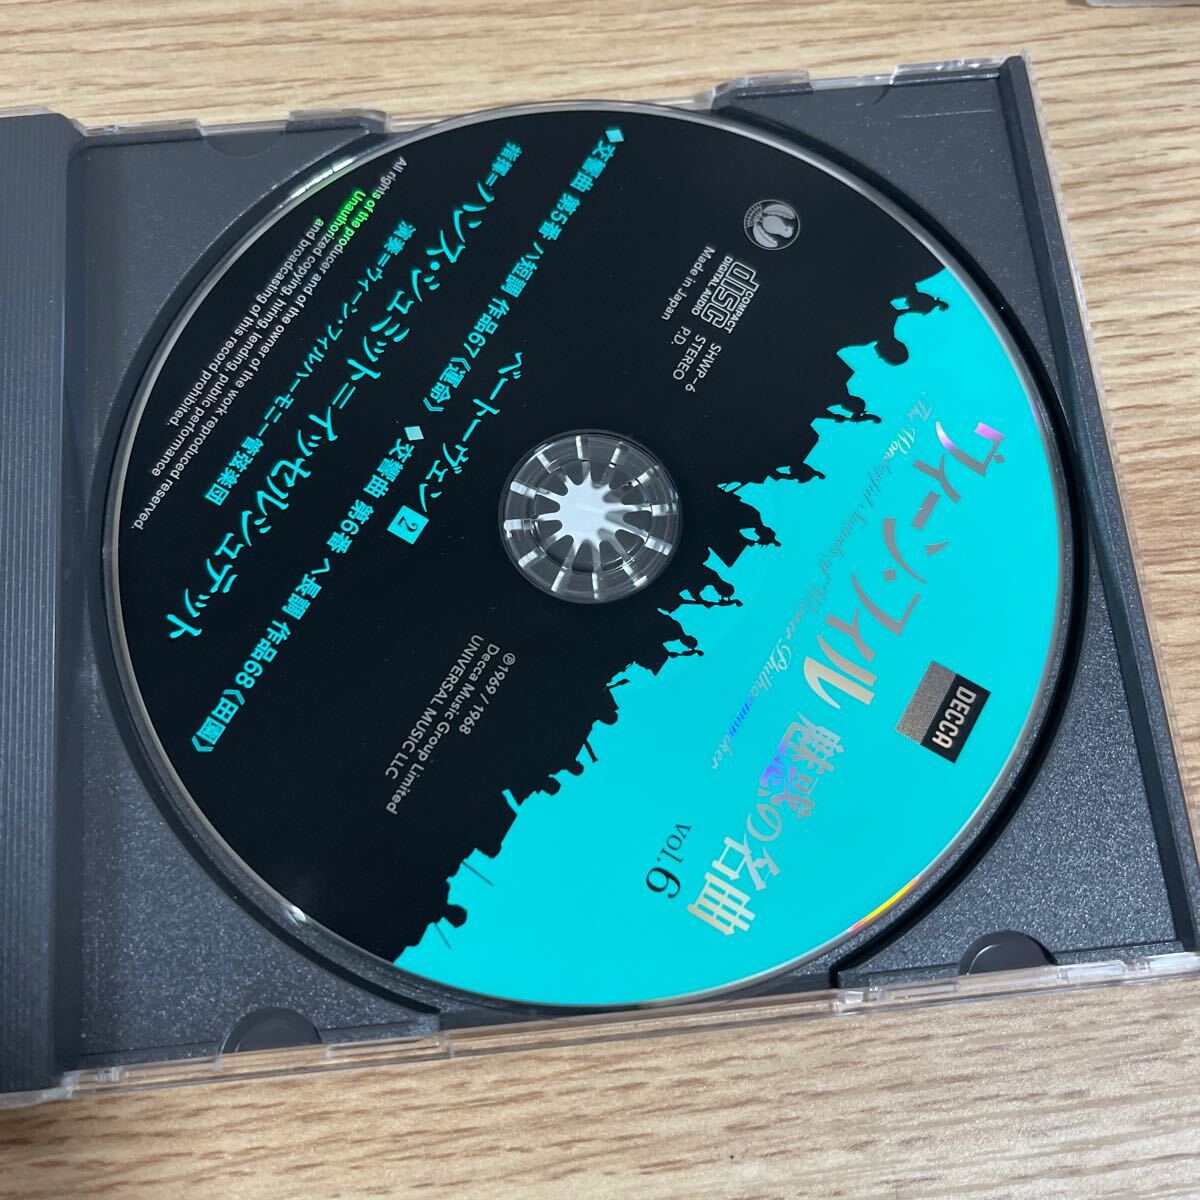 ウィーン・フィル 魅惑の名曲
The Wonderful Sounds of Wiener Philharmoniker
vol.6
DECCA
COMPACT
disc
DIGITAL AUDIO
Made in Japan
SHWP-6
STEREO
P.D.
ベートーヴェン 2
◆交響曲 第5番 ハ短調 作品67《運命》 ◆交響曲 第6番 ヘ長調 作品68《田園》
指揮=ハンス・シュミット=イッセルシュテット
演奏=ウィーン・フィルハーモニー管弦楽団
All rights of the producer and of the owner of the work reproduced reserved.
Unauthorized copying, hiring, lending, public performance
and broadcasting of this record prohibited.
℗1969/1968
Decca Music Group Limited
UNIVERSAL MUSIC LLC